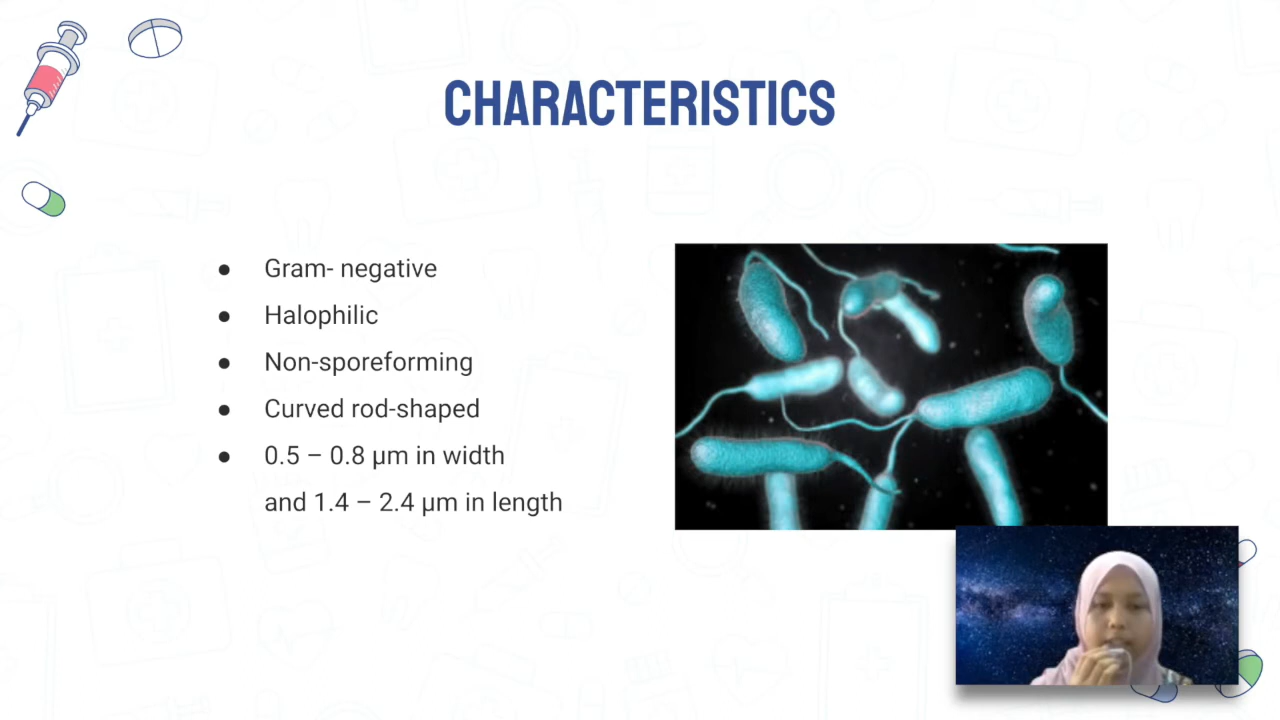 CHARACTERISTICS
● Gram- negative
● Halophilic
● Non-sporeforming
● Curved rod-shaped
● 0.5 – 0.8 μm in width
and 1.4 – 2.4 μm in length